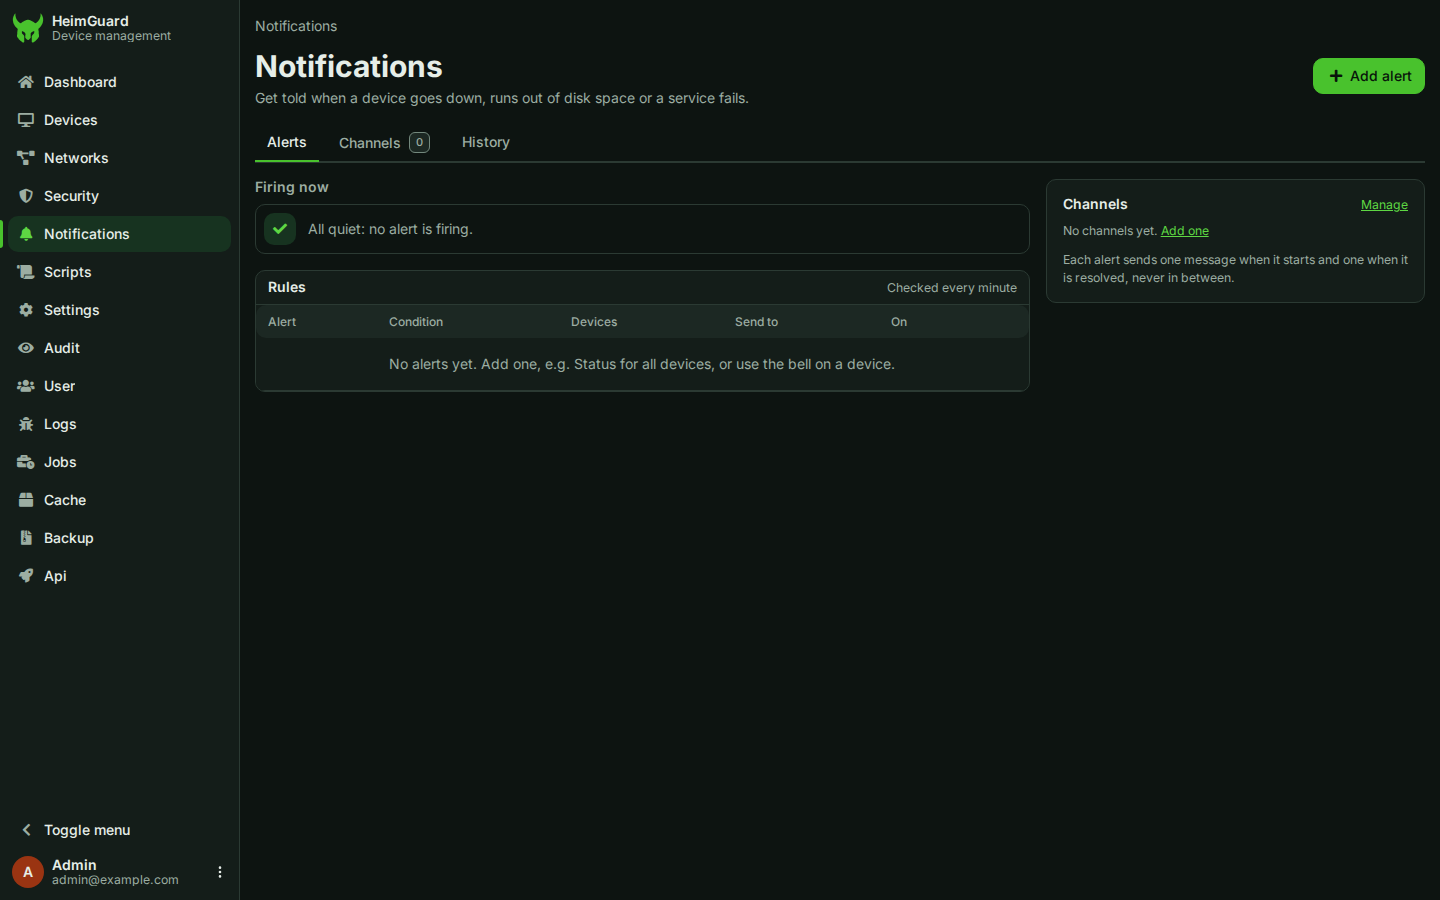 HeimGuard
Device management
Dashboard
Devices
Networks
Security
Notifications
Scripts
Settings
Audit
User
Logs
Jobs
Cache
Backup
Api
Toggle menu
A
Admin
admin@example.com
Notifications
Notifications
Get told when a device goes down, runs out of disk space or a service fails.
Add alert
Alerts
Channels 0
History
Firing now
All quiet: no alert is firing.
Rules
Checked every minute
Alert Condition Devices Send to On
No alerts yet. Add one, e.g. Status for all devices, or use the bell on a device.
Channels
Manage
No channels yet. Add one
Each alert sends one message when it starts and one when it
is resolved, never in between.